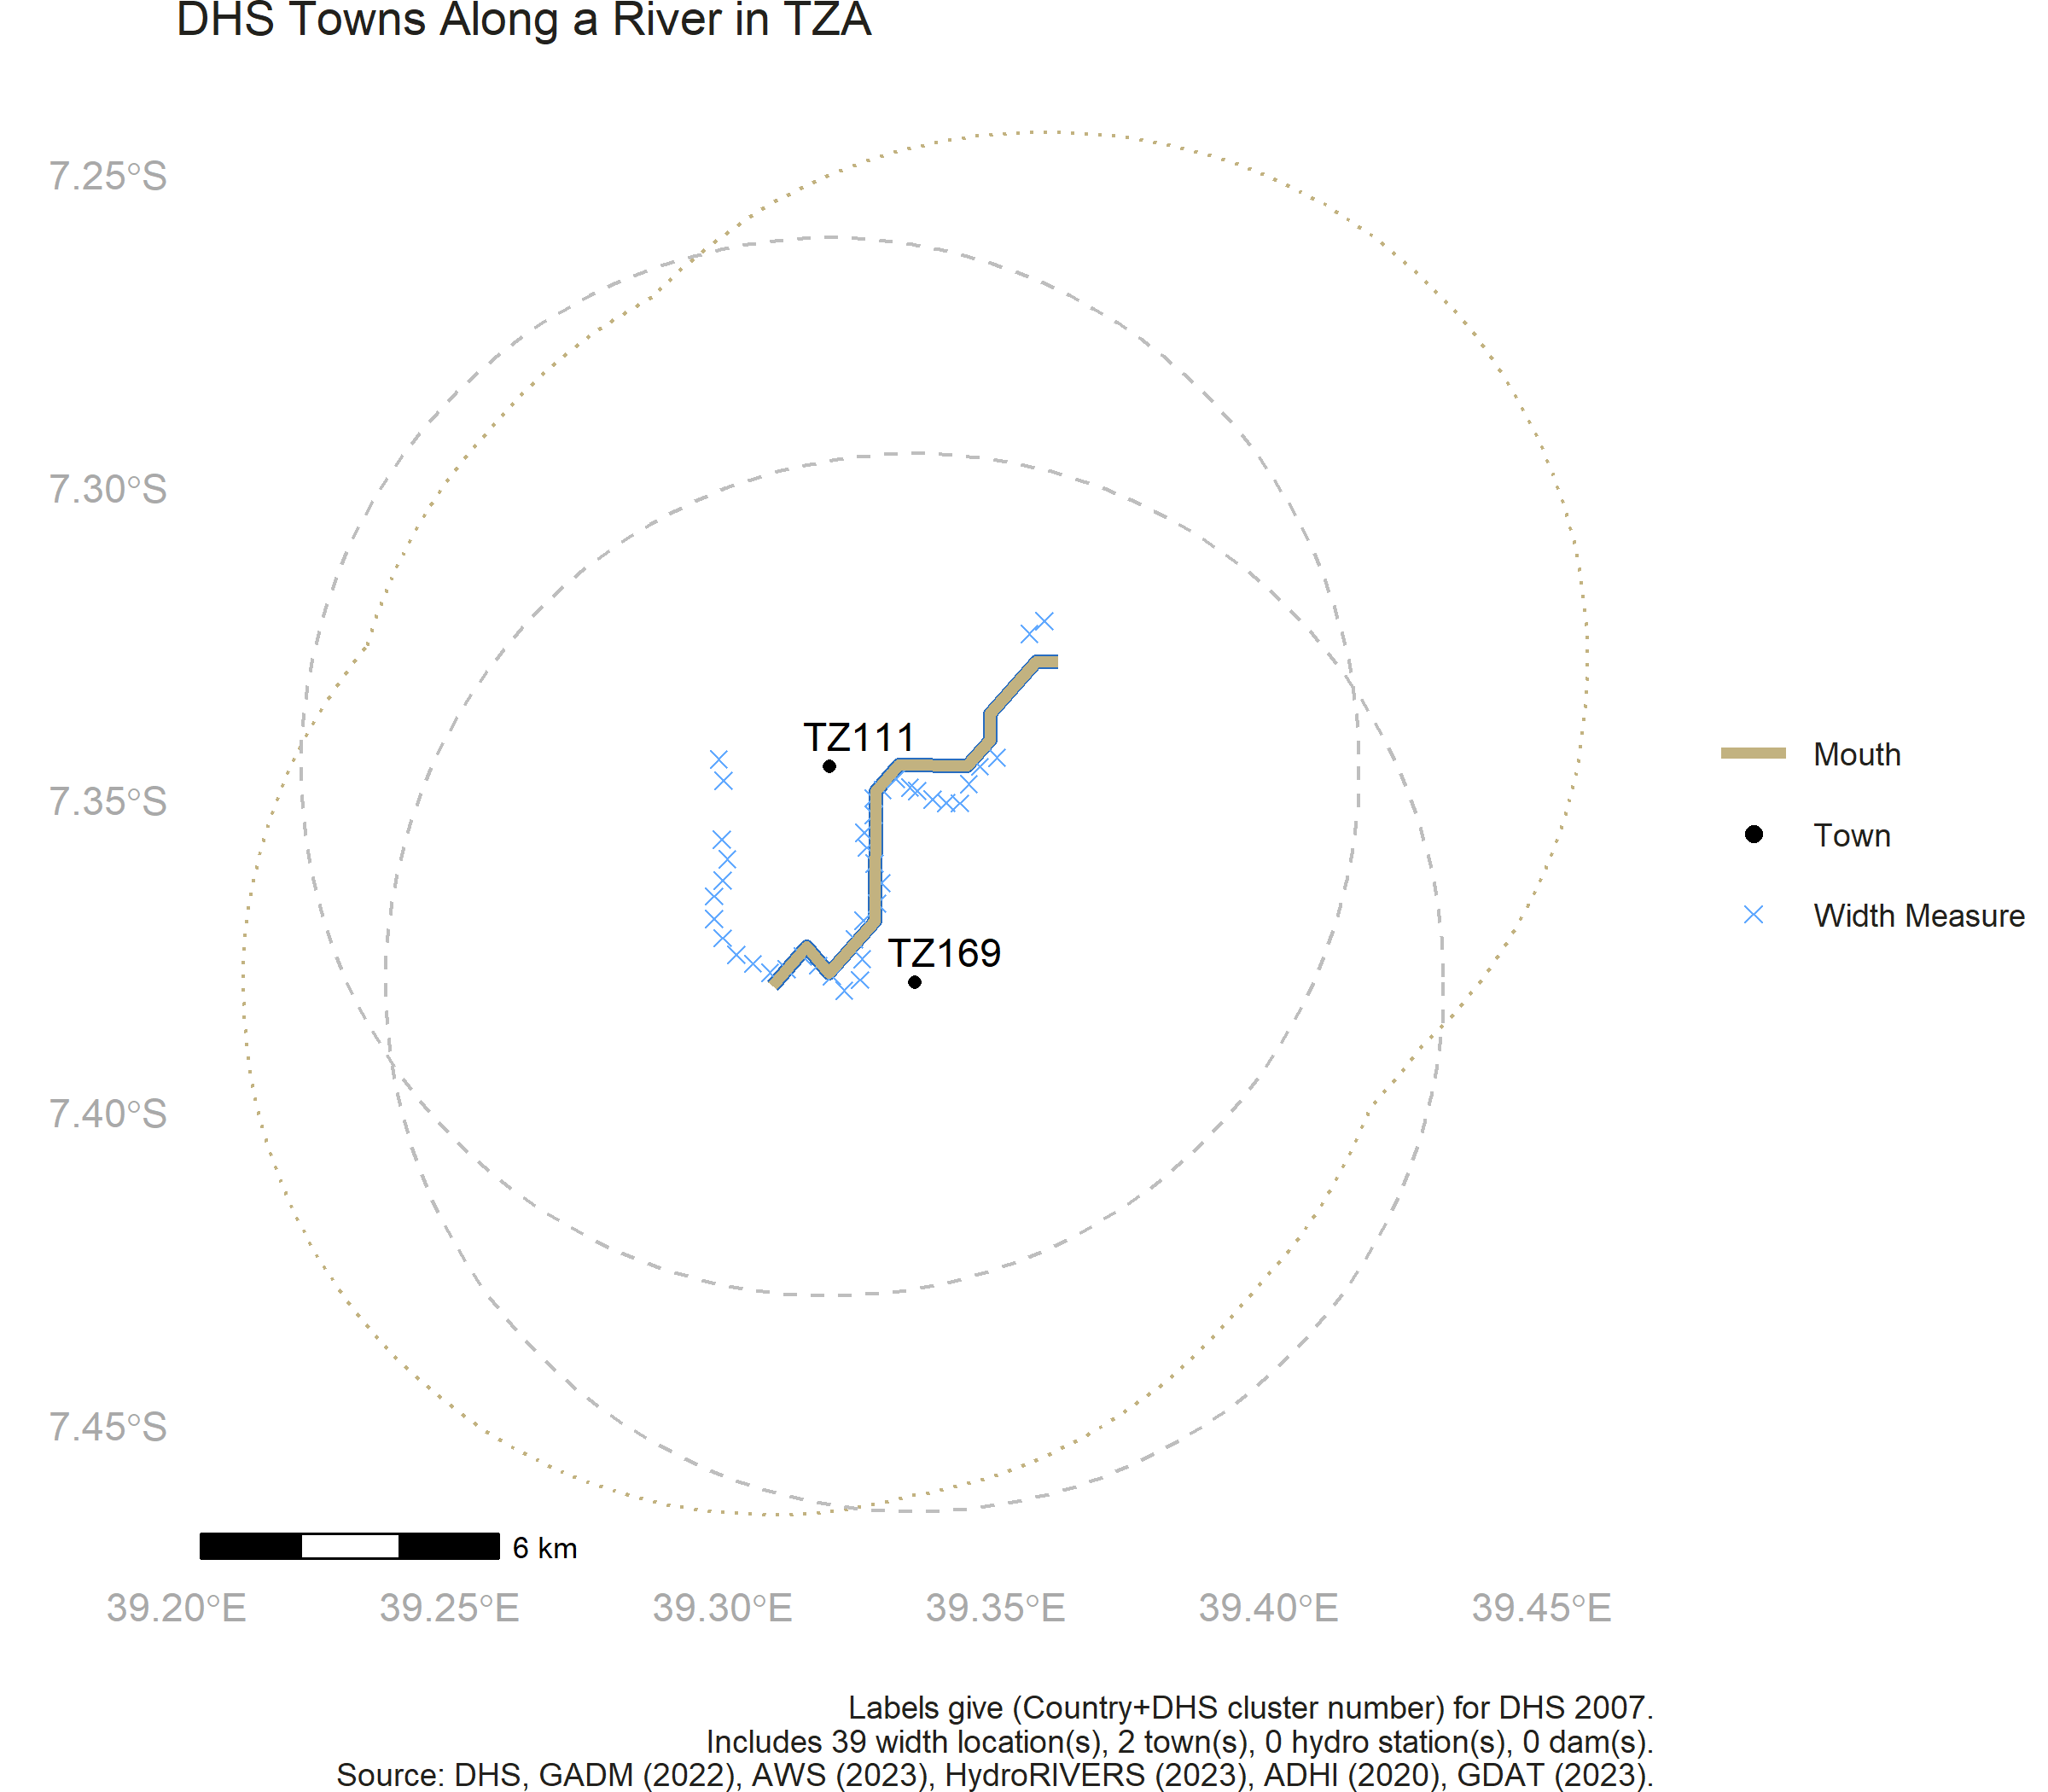 DHS Towns Along a River in TZA
7.25°S
7.30°S
7.35°S
7.40°S
7.45°S
TZ111
TZ169
Mouth
Town
Width Measure
6 km
39.20°E
39.25°E
39.30°E
39.35°E
39.40°E
39.45°E
Labels give (Country+DHS cluster number) for DHS 2007.
Includes 39 width location(s), 2 town(s), 0 hydro station(s), 0 dam(s).
Source: DHS, GADM (2022), AWS (2023), HydroRIVERS (2023), ADHI (2020), GDAT (2023).